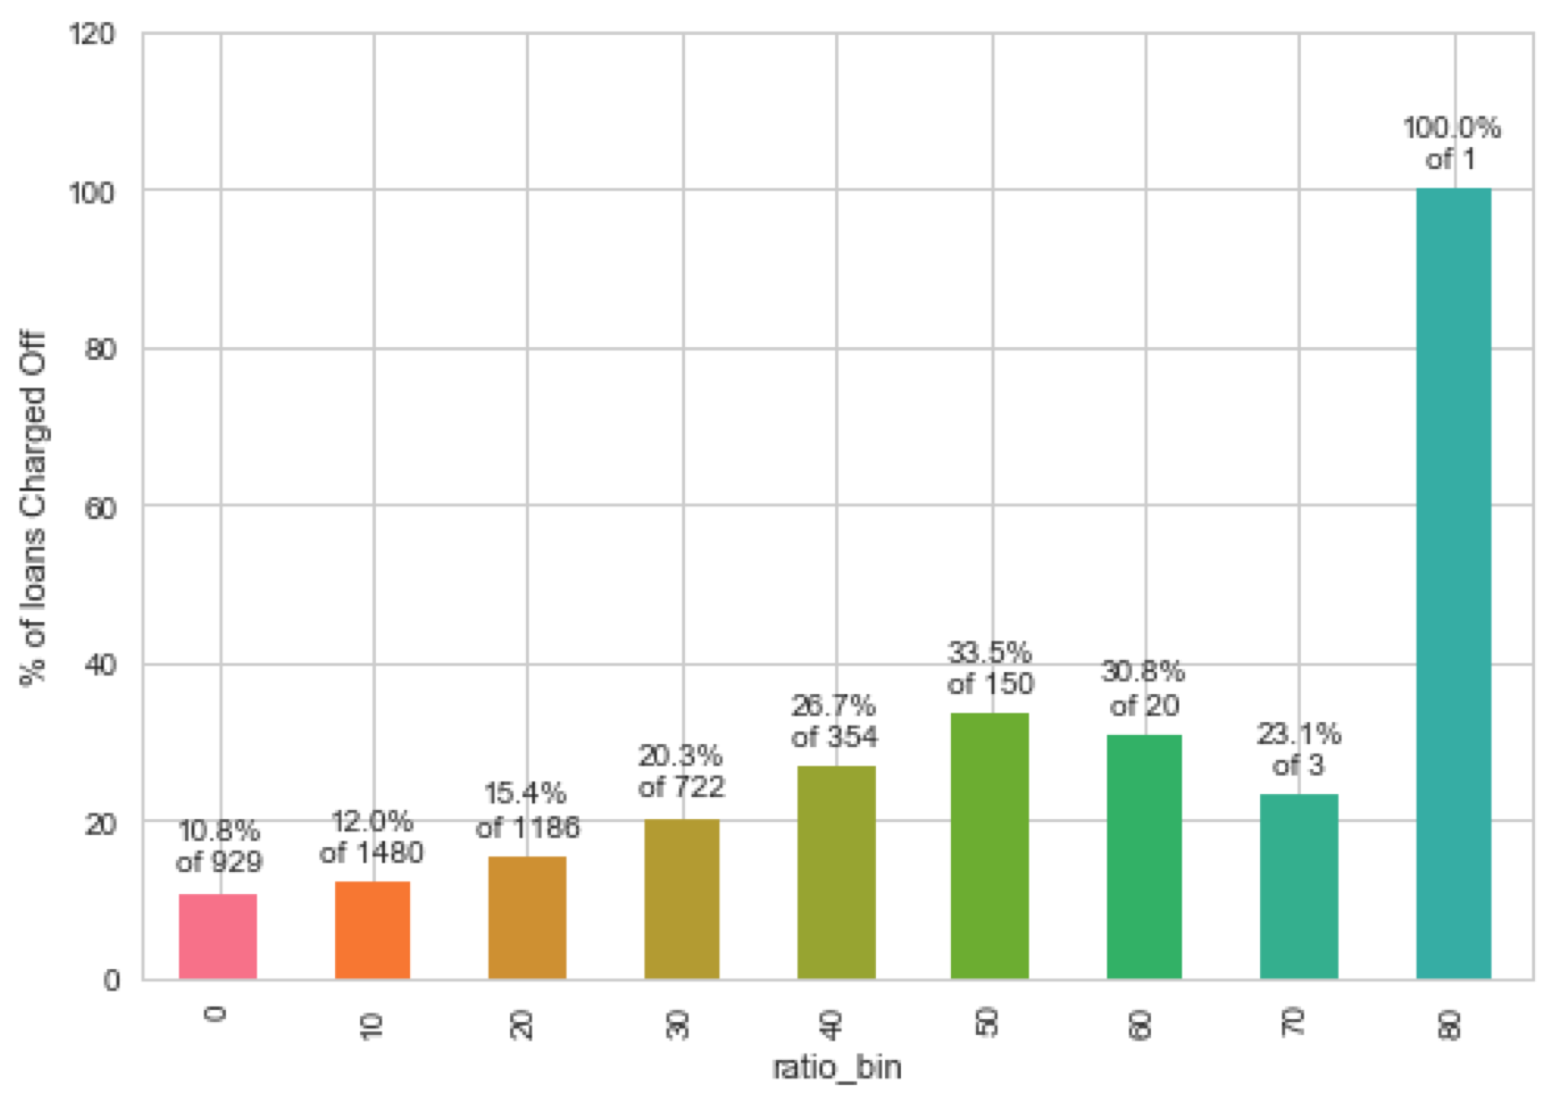 120
100
80
60
40
20
0
% of loans Charged Off
10.8%
of 929
12.0%
of 1480
15.4%
of 1186
20.3%
of 722
26.7%
of 354
33.5%
of 150
30.8%
of 20
23.1%
of 3
100.0%
of 1
0
10
20
30
40
50
60
70
80
ratio_bin